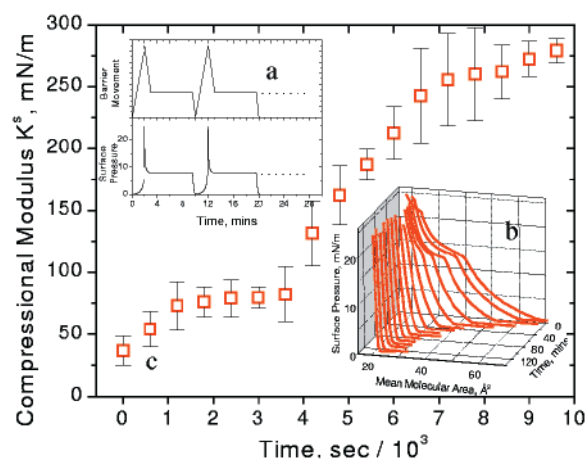 Compressional Modulus Kˢ, mN/m
300
250
200
150
100
50
0
a
Barrier Movement
Surface Pressure
20
10
0
0 4 8 12 16 20 24 28
Time, mins
b
Surface Pressure, mN/m
20
10
0
20 40 60
Mean Molecular Area, Å²
0
40
80
120
Time, mins
c
0 1 2 3 4 5 6 7 8 9 10
Time, sec / 10³